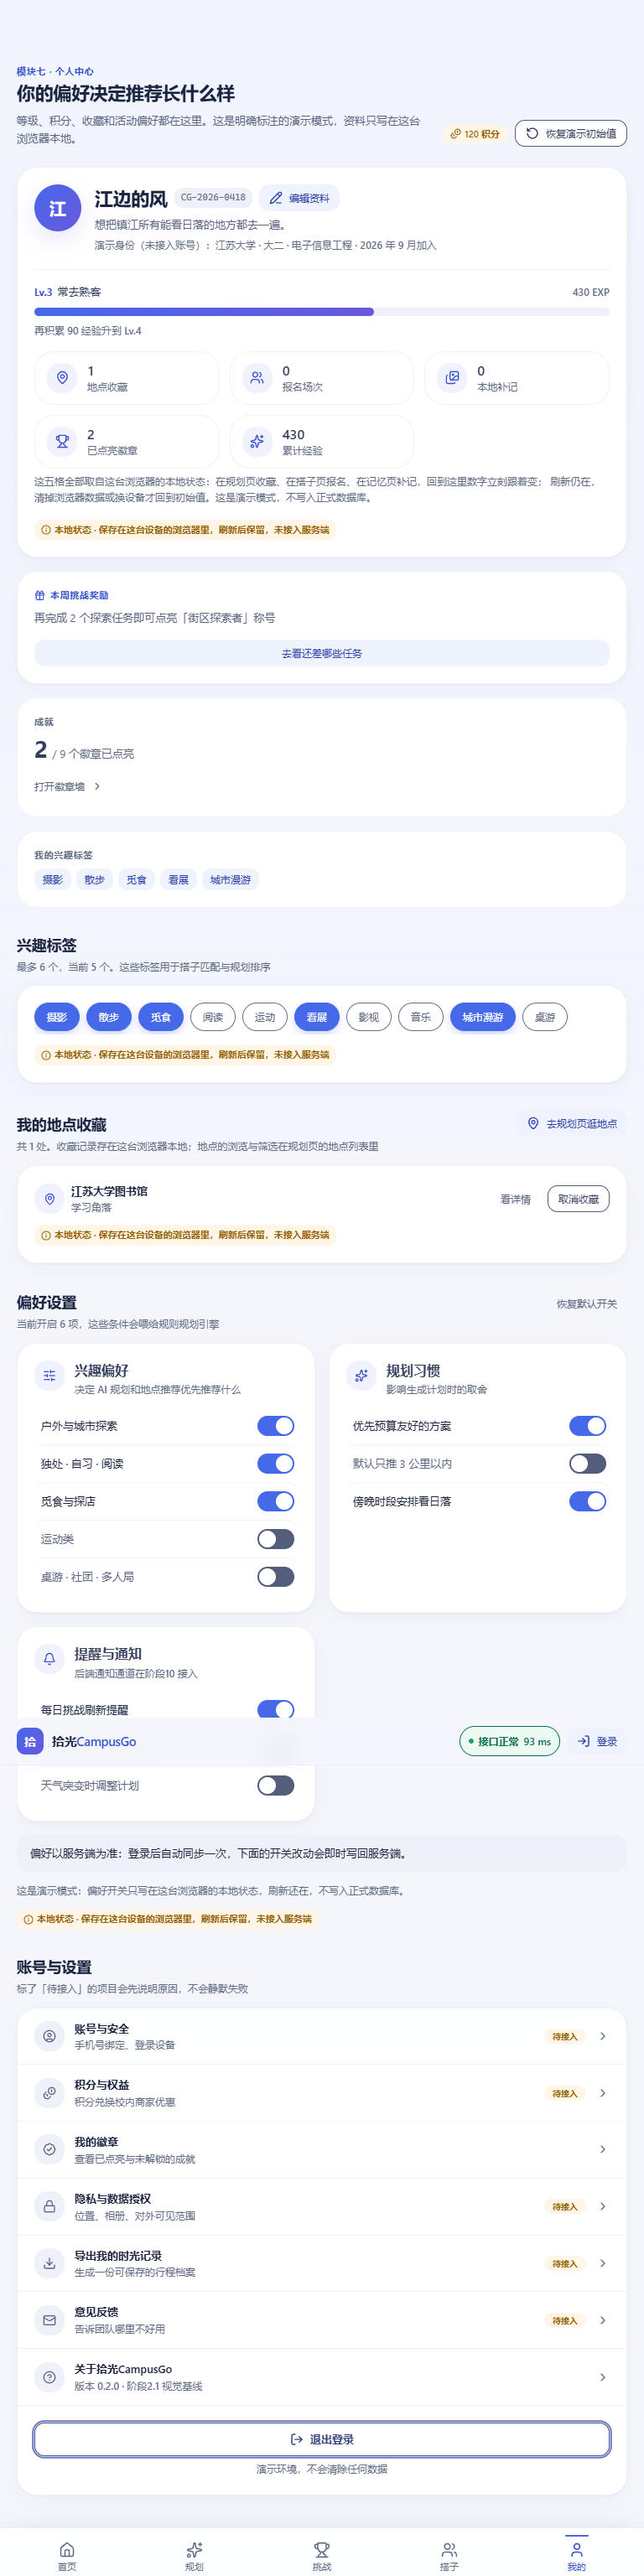 模块七 · 个人中心
你的偏好决定推荐长什么样
等级、积分、收藏和活动偏好都在这里。这是明确标注的演示模式，资料只写在这台
浏览器本地。
120 积分
恢复演示初始值
江
江边的风
CG-2026-0418
编辑资料
想把镇江所有能看日落的地方都去一遍。
演示身份（未接入账号）：江苏大学 · 大二 · 电子信息工程 · 2026 年 9 月加入
Lv.3 常去熟客
430 EXP
再积累 90 经验升到 Lv.4
1
地点收藏
0
报名场次
0
本地补记
2
已点亮徽章
430
累计经验
这五格全部取自这台浏览器的本地状态：在规划页收藏、在搭子页报名、在记忆页补记，回到这里数字立刻跟着变； 刷新仍在，
清掉浏览器数据或换设备才回到初始值。这是演示模式，不写入正式数据库。
本地状态 · 保存在这台设备的浏览器里，刷新后保留，未接入服务端
本周挑战奖励
再完成 2 个探索任务即可点亮「街区探索者」称号
去看还差哪些任务
成就
2 / 9 个徽章已点亮
打开徽章墙
我的兴趣标签
摄影
散步
觅食
看展
城市漫游
兴趣标签
最多 6 个，当前 5 个。这些标签用于搭子匹配与规划排序
摄影
散步
觅食
阅读
运动
看展
影视
音乐
城市漫游
桌游
本地状态 · 保存在这台设备的浏览器里，刷新后保留，未接入服务端
我的地点收藏
去规划页逛地点
共 1 处。收藏记录存在这台浏览器本地；地点的浏览与筛选在规划页的地点列表里
江苏大学图书馆
学习角落
看详情
取消收藏
本地状态 · 保存在这台设备的浏览器里，刷新后保留，未接入服务端
偏好设置
恢复默认开关
当前开启 6 项，这些条件会喂给规则规划引擎
兴趣偏好
决定 AI 规划和地点推荐优先推荐什么
户外与城市探索
独处 · 自习 · 阅读
觅食与探店
运动类
桌游 · 社团 · 多人局
规划习惯
影响生成计划时的取舍
优先预算友好的方案
默认只推 3 公里以内
傍晚时段安排看日落
提醒与通知
后端通知通道在阶段10 接入
每日挑战刷新提醒
拾
拾光CampusGo
接口正常 93 ms
登录
天气突变时调整计划
偏好以服务端为准：登录后自动同步一次，下面的开关改动会即时写回服务端。
这是演示模式：偏好开关只写在这台浏览器的本地状态，刷新还在，不写入正式数据库。
本地状态 · 保存在这台设备的浏览器里，刷新后保留，未接入服务端
账号与设置
标了「待接入」的项目会先说明原因，不会静默失败
账号与安全
手机号绑定、登录设备
待接入
积分与权益
积分兑换校内商家优惠
待接入
我的徽章
查看已点亮与未解锁的成就
隐私与数据授权
位置、相册、对外可见范围
待接入
导出我的时光记录
生成一份可保存的行程档案
待接入
意见反馈
告诉团队哪里不好用
待接入
关于拾光CampusGo
版本 0.2.0 · 阶段2.1 视觉基线
退出登录
演示环境，不会清除任何数据
首页
规划
挑战
搭子
我的